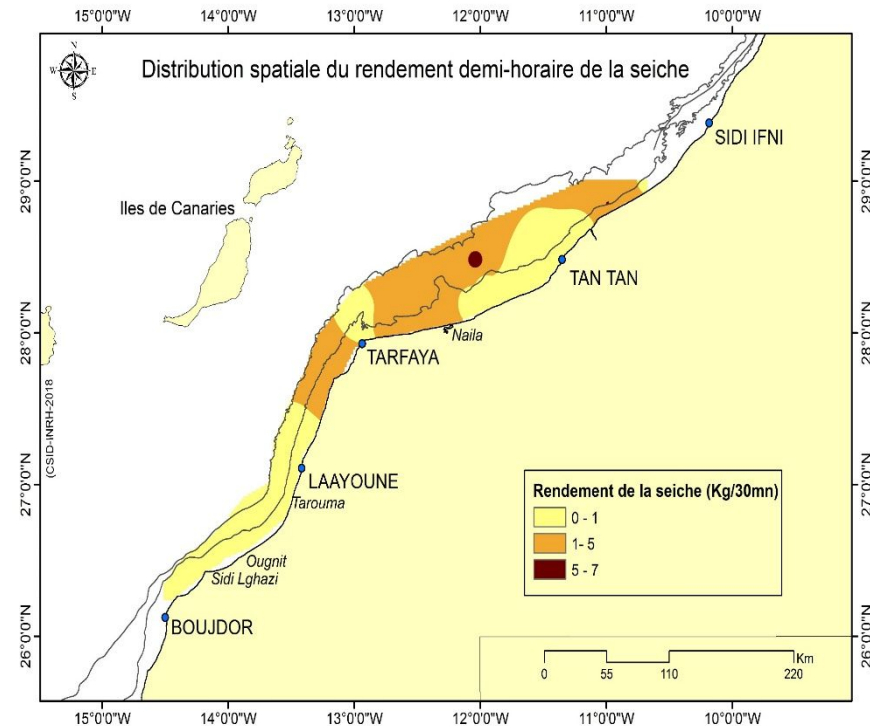 15°0'0"W 14°0'0"W 13°0'0"W 12°0'0"W 11°0'0"W 10°0'0"W
N
W E
S
Distribution spatiale du rendement demi-horaire de la seiche
SIDI IFNI
29°0'0"N 29°0'0"N
Iles de Canaries
TAN TAN
28°0'0"N 28°0'0"N
Naila
TARFAYA
(CSID-INRH-2018
LAAYOUNE
27°0'0"N 27°0'0"N
Tarouma
Rendement de la seiche (Kg/30mn)
0 - 1
1- 5
5 - 7
Ougnit
Sidi Lghazi
BOUJDOR
26°0'0"N 26°0'0"N
Km
0 55 110 220
15°0'0"W 14°0'0"W 13°0'0"W 12°0'0"W 11°0'0"W 10°0'0"W